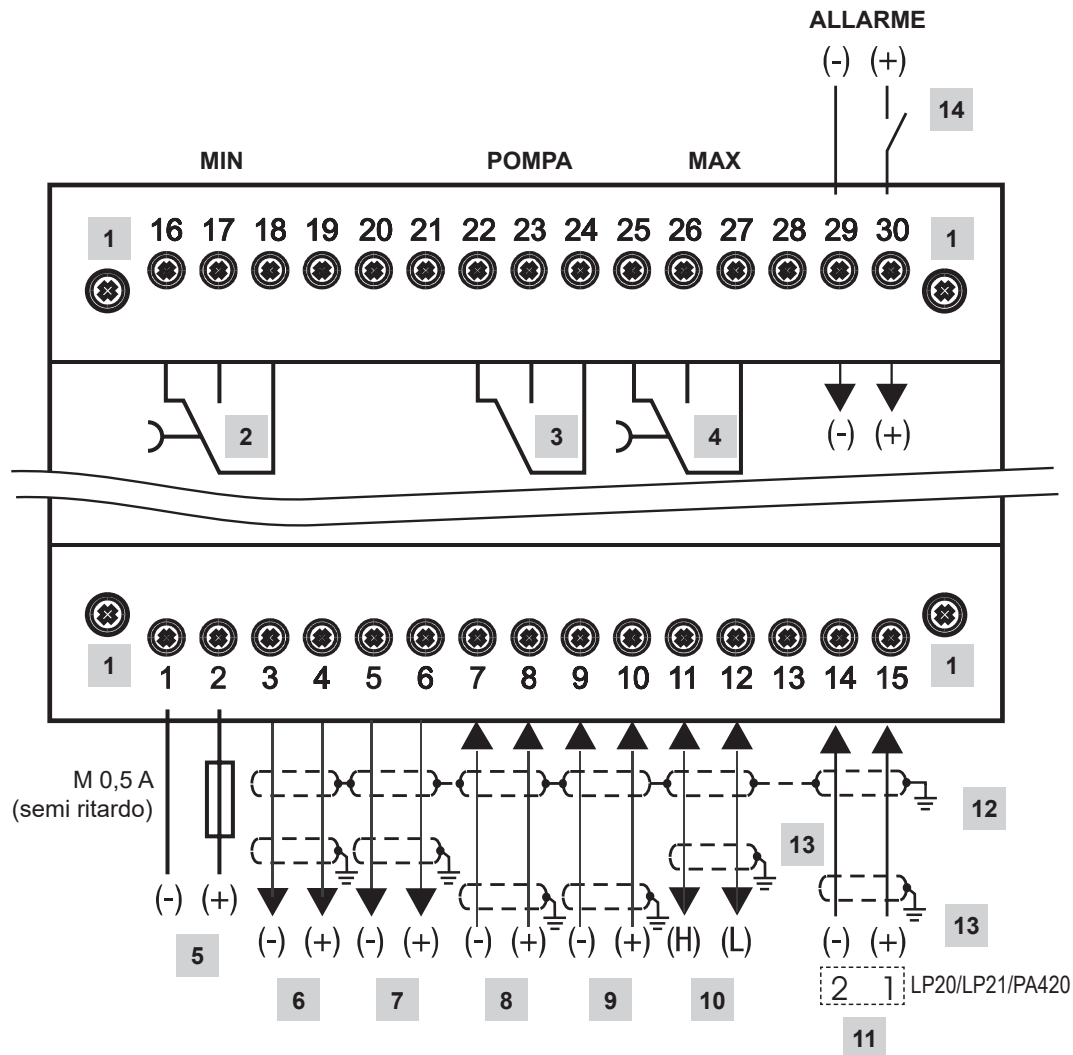 ALLARME
(-) (+)
14
MIN POMPA MAX
1 16 17 18 19 20 21 22 23 24 25 26 27 28 29 30 1
2 3 4 (-) (+)
1 1 2 3 4 5 6 7 8 9 10 11 12 13 14 15 1
M 0,5 A
(semi ritardo)
12
13
(-) (+)
(-) (+) (-) (+) (-) (+) (-) (+) (H) (L) (-) (+)
13
5
2 1 LP20/LP21/PA420
6 7 8 9 10
11